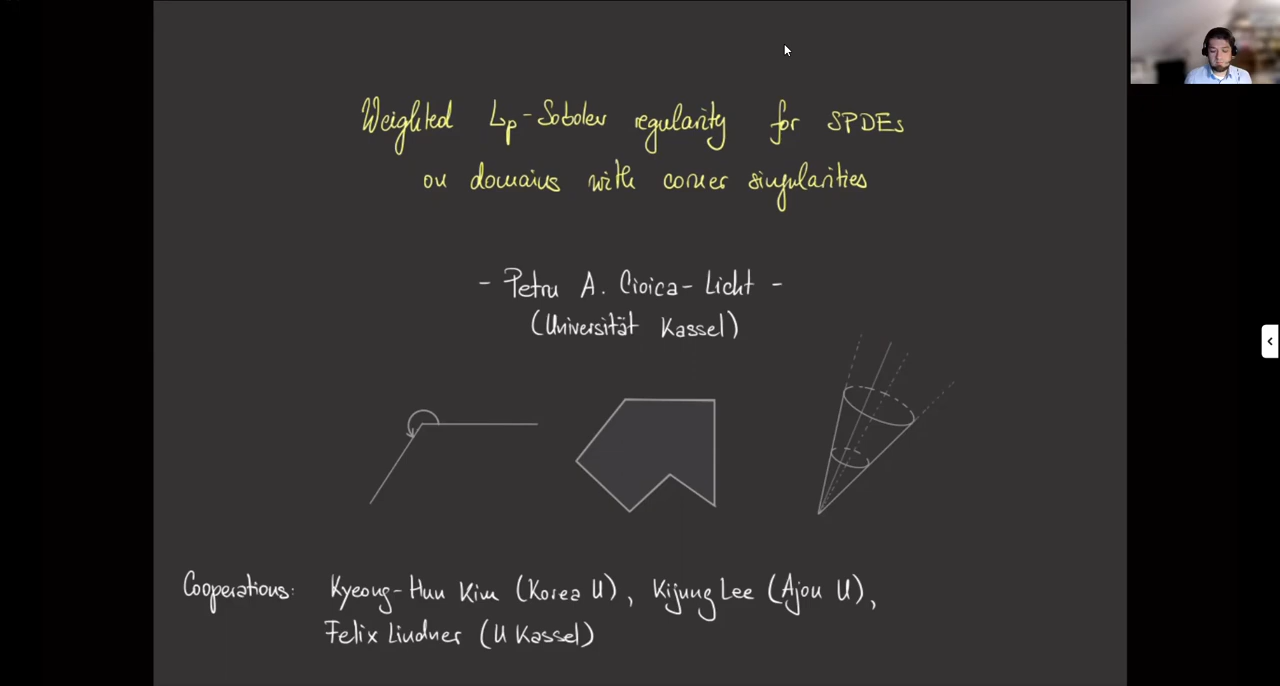 Weighted Lp-Sobolev regularity for SPDEs
on domains with corner singularities
- Petru A. Cioica-Licht -
(Universität Kassel)
Cooperations: Kyeong-Hun Kim (Korea U), Kijung Lee (Ajou U),
Felix Lindner (U Kassel)